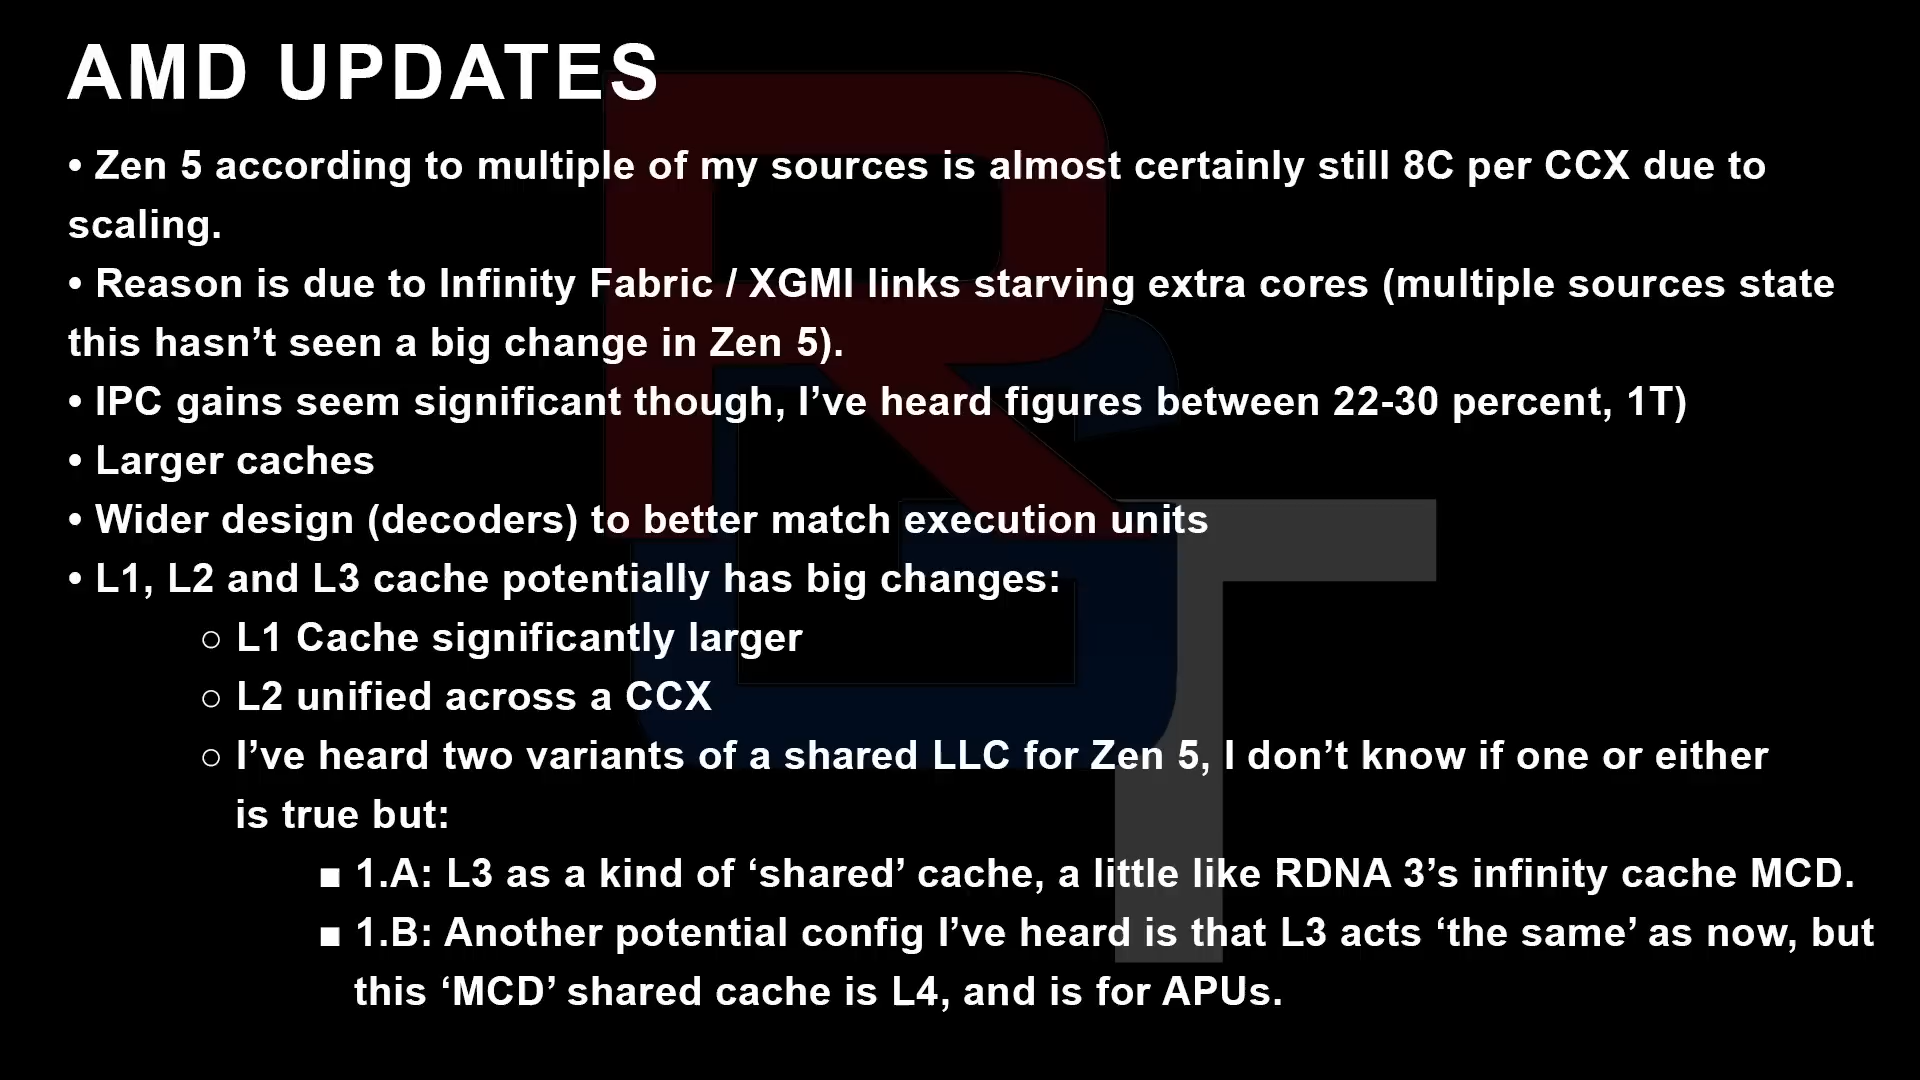 AMD UPDATES
• Zen 5 according to multiple of my sources is almost certainly still 8C per CCX due to
scaling.
• Reason is due to Infinity Fabric / XGMI links starving extra cores (multiple sources state
this hasn’t seen a big change in Zen 5).
• IPC gains seem significant though, I’ve heard figures between 22-30 percent, 1T)
• Larger caches
• Wider design (decoders) to better match execution units
• L1, L2 and L3 cache potentially has big changes:
○ L1 Cache significantly larger
○ L2 unified across a CCX
○ I’ve heard two variants of a shared LLC for Zen 5, I don’t know if one or either
is true but:
■ 1.A: L3 as a kind of ‘shared’ cache, a little like RDNA 3’s infinity cache MCD.
■ 1.B: Another potential config I’ve heard is that L3 acts ‘the same’ as now, but
this ‘MCD’ shared cache is L4, and is for APUs.